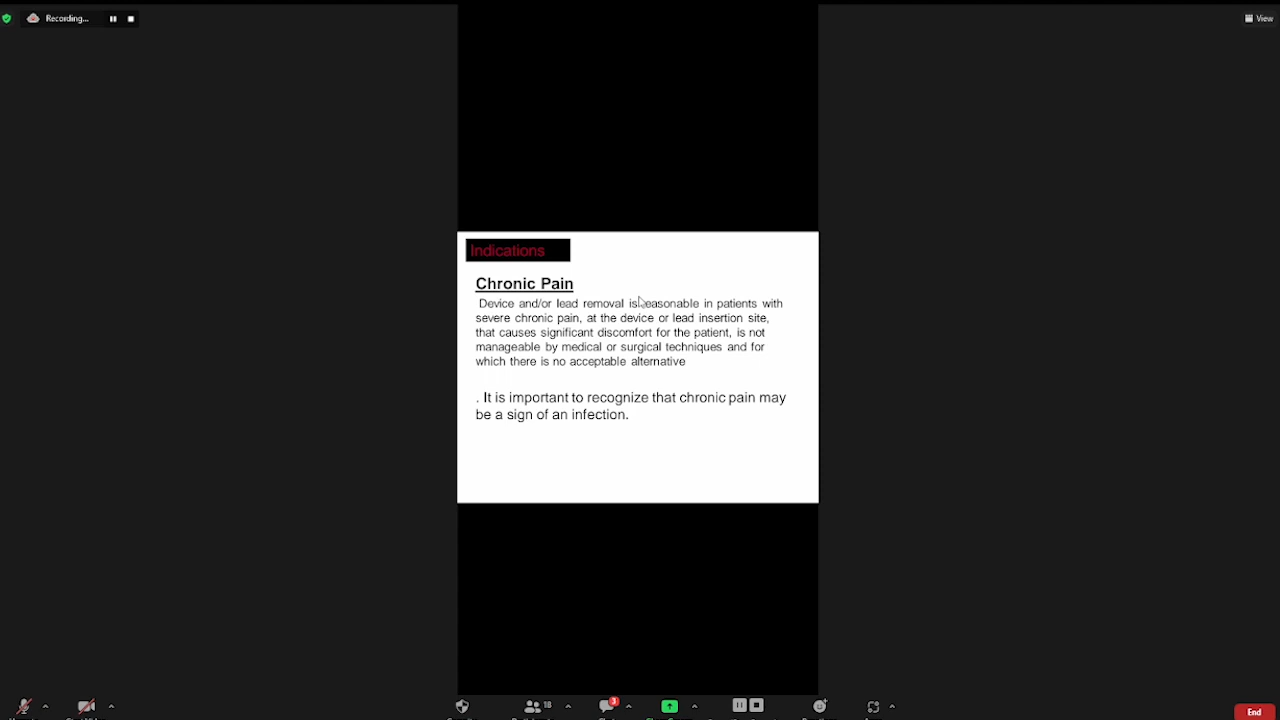 Recording...
View
Indications
Chronic Pain
Device and/or lead removal is reasonable in patients with
severe chronic pain, at the device or lead insertion site,
that causes significant discomfort for the patient, is not
manageable by medical or surgical techniques and for
which there is no acceptable alternative
. It is important to recognize that chronic pain may
be a sign of an infection.
18
3
End